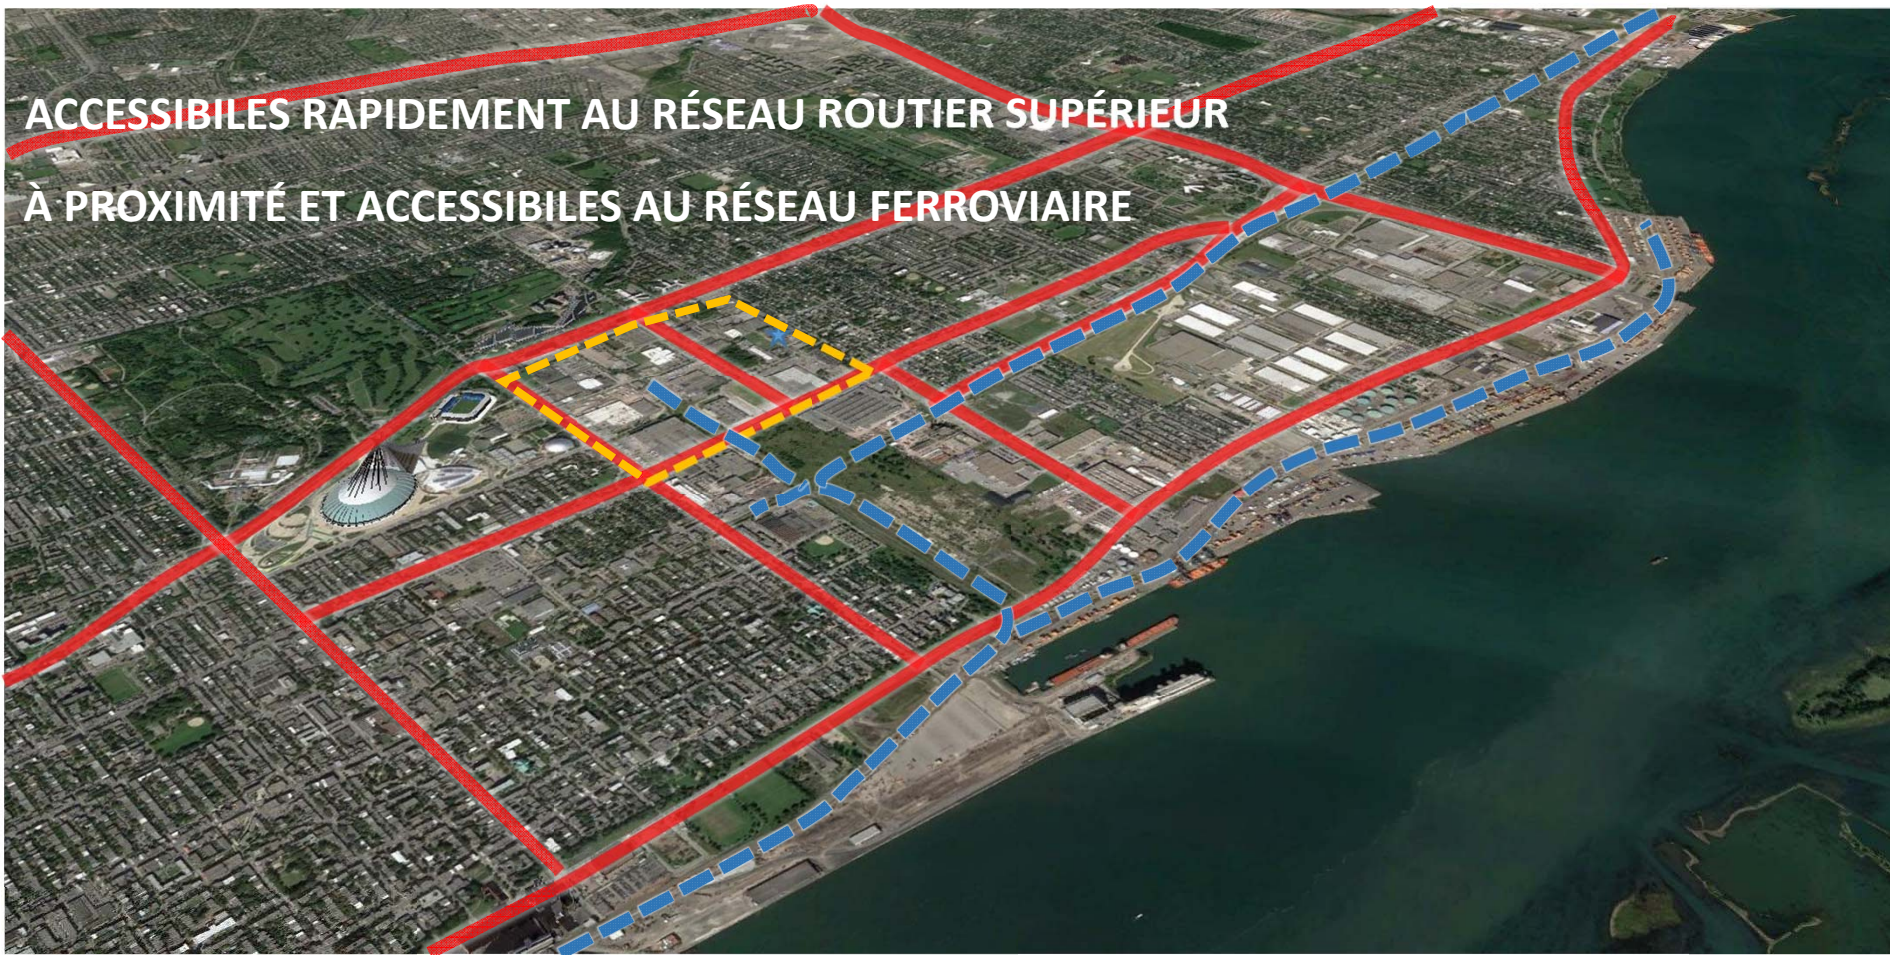 ACCESSIBILES RAPIDEMENT AU RÉSEAU ROUTIER SUPÉRIEUR
À PROXIMITÉ ET ACCESSIBILES AU RÉSEAU FERROVIAIRE